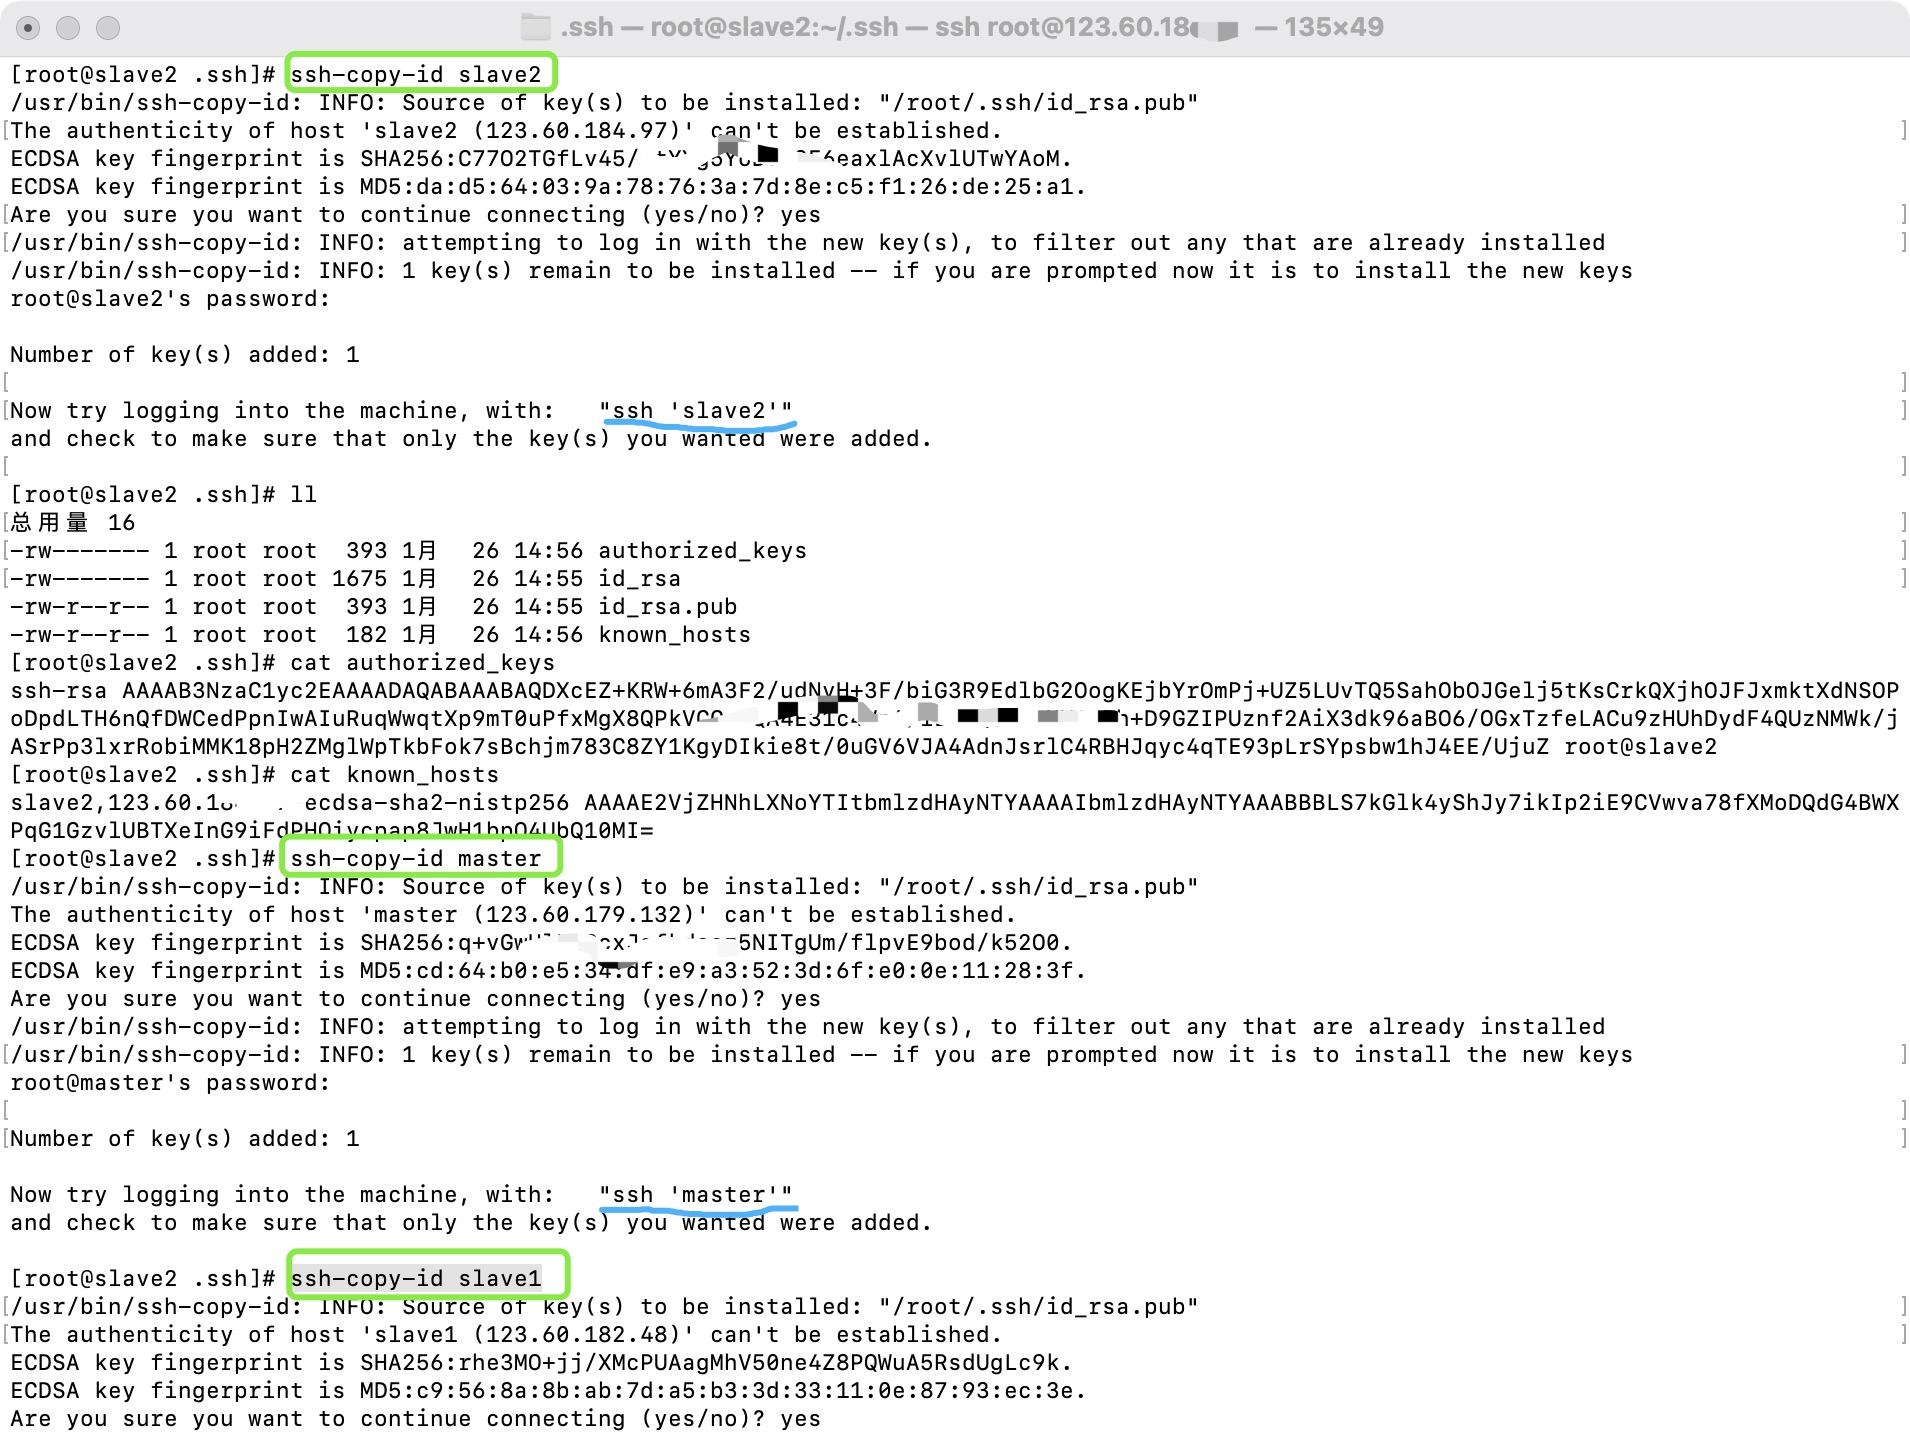 .ssh — root@slave2:~/.ssh — ssh root@123.60.18 — 135×49
[root@slave2 .ssh]# ssh-copy-id slave2
/usr/bin/ssh-copy-id: INFO: Source of key(s) to be installed: "/root/.ssh/id_rsa.pub"
The authenticity of host 'slave2 (123.60.184.97)' can't be established.
ECDSA key fingerprint is SHA256:C77O2TGfLv45/ eaxlAcXvlUTwYAoM.
ECDSA key fingerprint is MD5:da:d5:64:03:9a:78:76:3a:7d:8e:c5:f1:26:de:25:a1.
Are you sure you want to continue connecting (yes/no)? yes
/usr/bin/ssh-copy-id: INFO: attempting to log in with the new key(s), to filter out any that are already installed
/usr/bin/ssh-copy-id: INFO: 1 key(s) remain to be installed -- if you are prompted now it is to install the new keys
root@slave2's password:
Number of key(s) added: 1
Now try logging into the machine, with:   "ssh 'slave2'"
and check to make sure that only the key(s) you wanted were added.
[root@slave2 .ssh]# ll
总用量 16
-rw------- 1 root root  393 1月   26 14:56 authorized_keys
-rw------- 1 root root 1675 1月   26 14:55 id_rsa
-rw-r--r-- 1 root root  393 1月   26 14:55 id_rsa.pub
-rw-r--r-- 1 root root  182 1月   26 14:56 known_hosts
[root@slave2 .ssh]# cat authorized_keys
ssh-rsa AAAAB3NzaC1yc2EAAAADAQABAAABAQDXcEZ+KRW+6mA3F2/udNvH+3F/biG3R9EdlbG2OogKEjbYrOmPj+UZ5LUvTQ5SahObOJGelj5tKsCrkQXjhOJFJxmktXdNSOP
oDpdLTH6nQfDWCedPpnIwAIuRuqWwqtXp9mT0uPfxMgX8QPkV h+D9GZIPUznf2AiX3dk96aBO6/OGxTzfeLACu9zHUhDydF4QUzNMWk/j
ASrPp3lxrRobiMMK18pH2ZMglWpTkbFok7sBchjm783C8ZY1KgyDIkie8t/0uGV6VJA4AdnJsrlC4RBHJqyc4qTE93pLrSYpsbw1hJ4EE/UjuZ root@slave2
[root@slave2 .ssh]# cat known_hosts
slave2,123.60.1 ecdsa-sha2-nistp256 AAAAE2VjZHNhLXNoYTItbmlzdHAyNTYAAAAIbmlzdHAyNTYAAABBBLS7kGlk4yShJy7ikIp2iE9CVwva78fXMoDQdG4BWX
PqG1GzvlUBTXeInG9iFdPHOiycnap8JwH1bpO4UbQ10MI=
[root@slave2 .ssh]# ssh-copy-id master
/usr/bin/ssh-copy-id: INFO: Source of key(s) to be installed: "/root/.ssh/id_rsa.pub"
The authenticity of host 'master (123.60.179.132)' can't be established.
ECDSA key fingerprint is SHA256:q+vGw 5NITgUm/flpvE9bod/k52O0.
ECDSA key fingerprint is MD5:cd:64:b0:e5:34:df:e9:a3:52:3d:6f:e0:0e:11:28:3f.
Are you sure you want to continue connecting (yes/no)? yes
/usr/bin/ssh-copy-id: INFO: attempting to log in with the new key(s), to filter out any that are already installed
/usr/bin/ssh-copy-id: INFO: 1 key(s) remain to be installed -- if you are prompted now it is to install the new keys
root@master's password:
Number of key(s) added: 1
Now try logging into the machine, with:   "ssh 'master'"
and check to make sure that only the key(s) you wanted were added.
[root@slave2 .ssh]# ssh-copy-id slave1
/usr/bin/ssh-copy-id: INFO: Source of key(s) to be installed: "/root/.ssh/id_rsa.pub"
The authenticity of host 'slave1 (123.60.182.48)' can't be established.
ECDSA key fingerprint is SHA256:rhe3MO+jj/XMcPUAagMhV50ne4Z8PQWuA5RsdUgLc9k.
ECDSA key fingerprint is MD5:c9:56:8a:8b:ab:7d:a5:b3:3d:33:11:0e:87:93:ec:3e.
Are you sure you want to continue connecting (yes/no)? yes